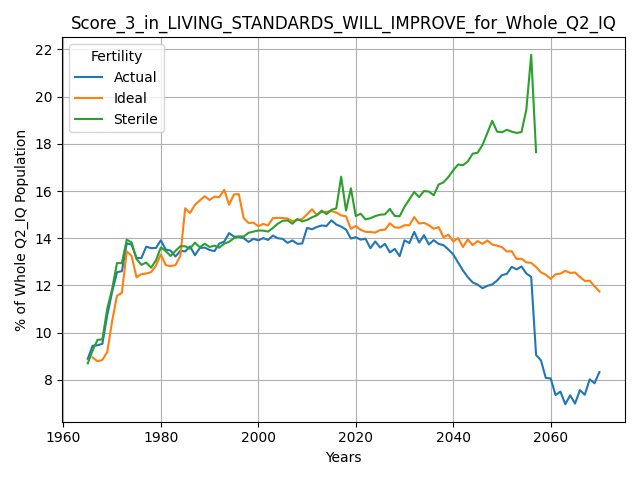 Score_3_in_LIVING_STANDARDS_WILL_IMPROVE_for_Whole_Q2_IQ
Fertility
Actual
Ideal
Sterile
% of Whole Q2_IQ Population
22
20
18
16
14
12
10
8
1960
1980
2000
2020
2040
2060
Years